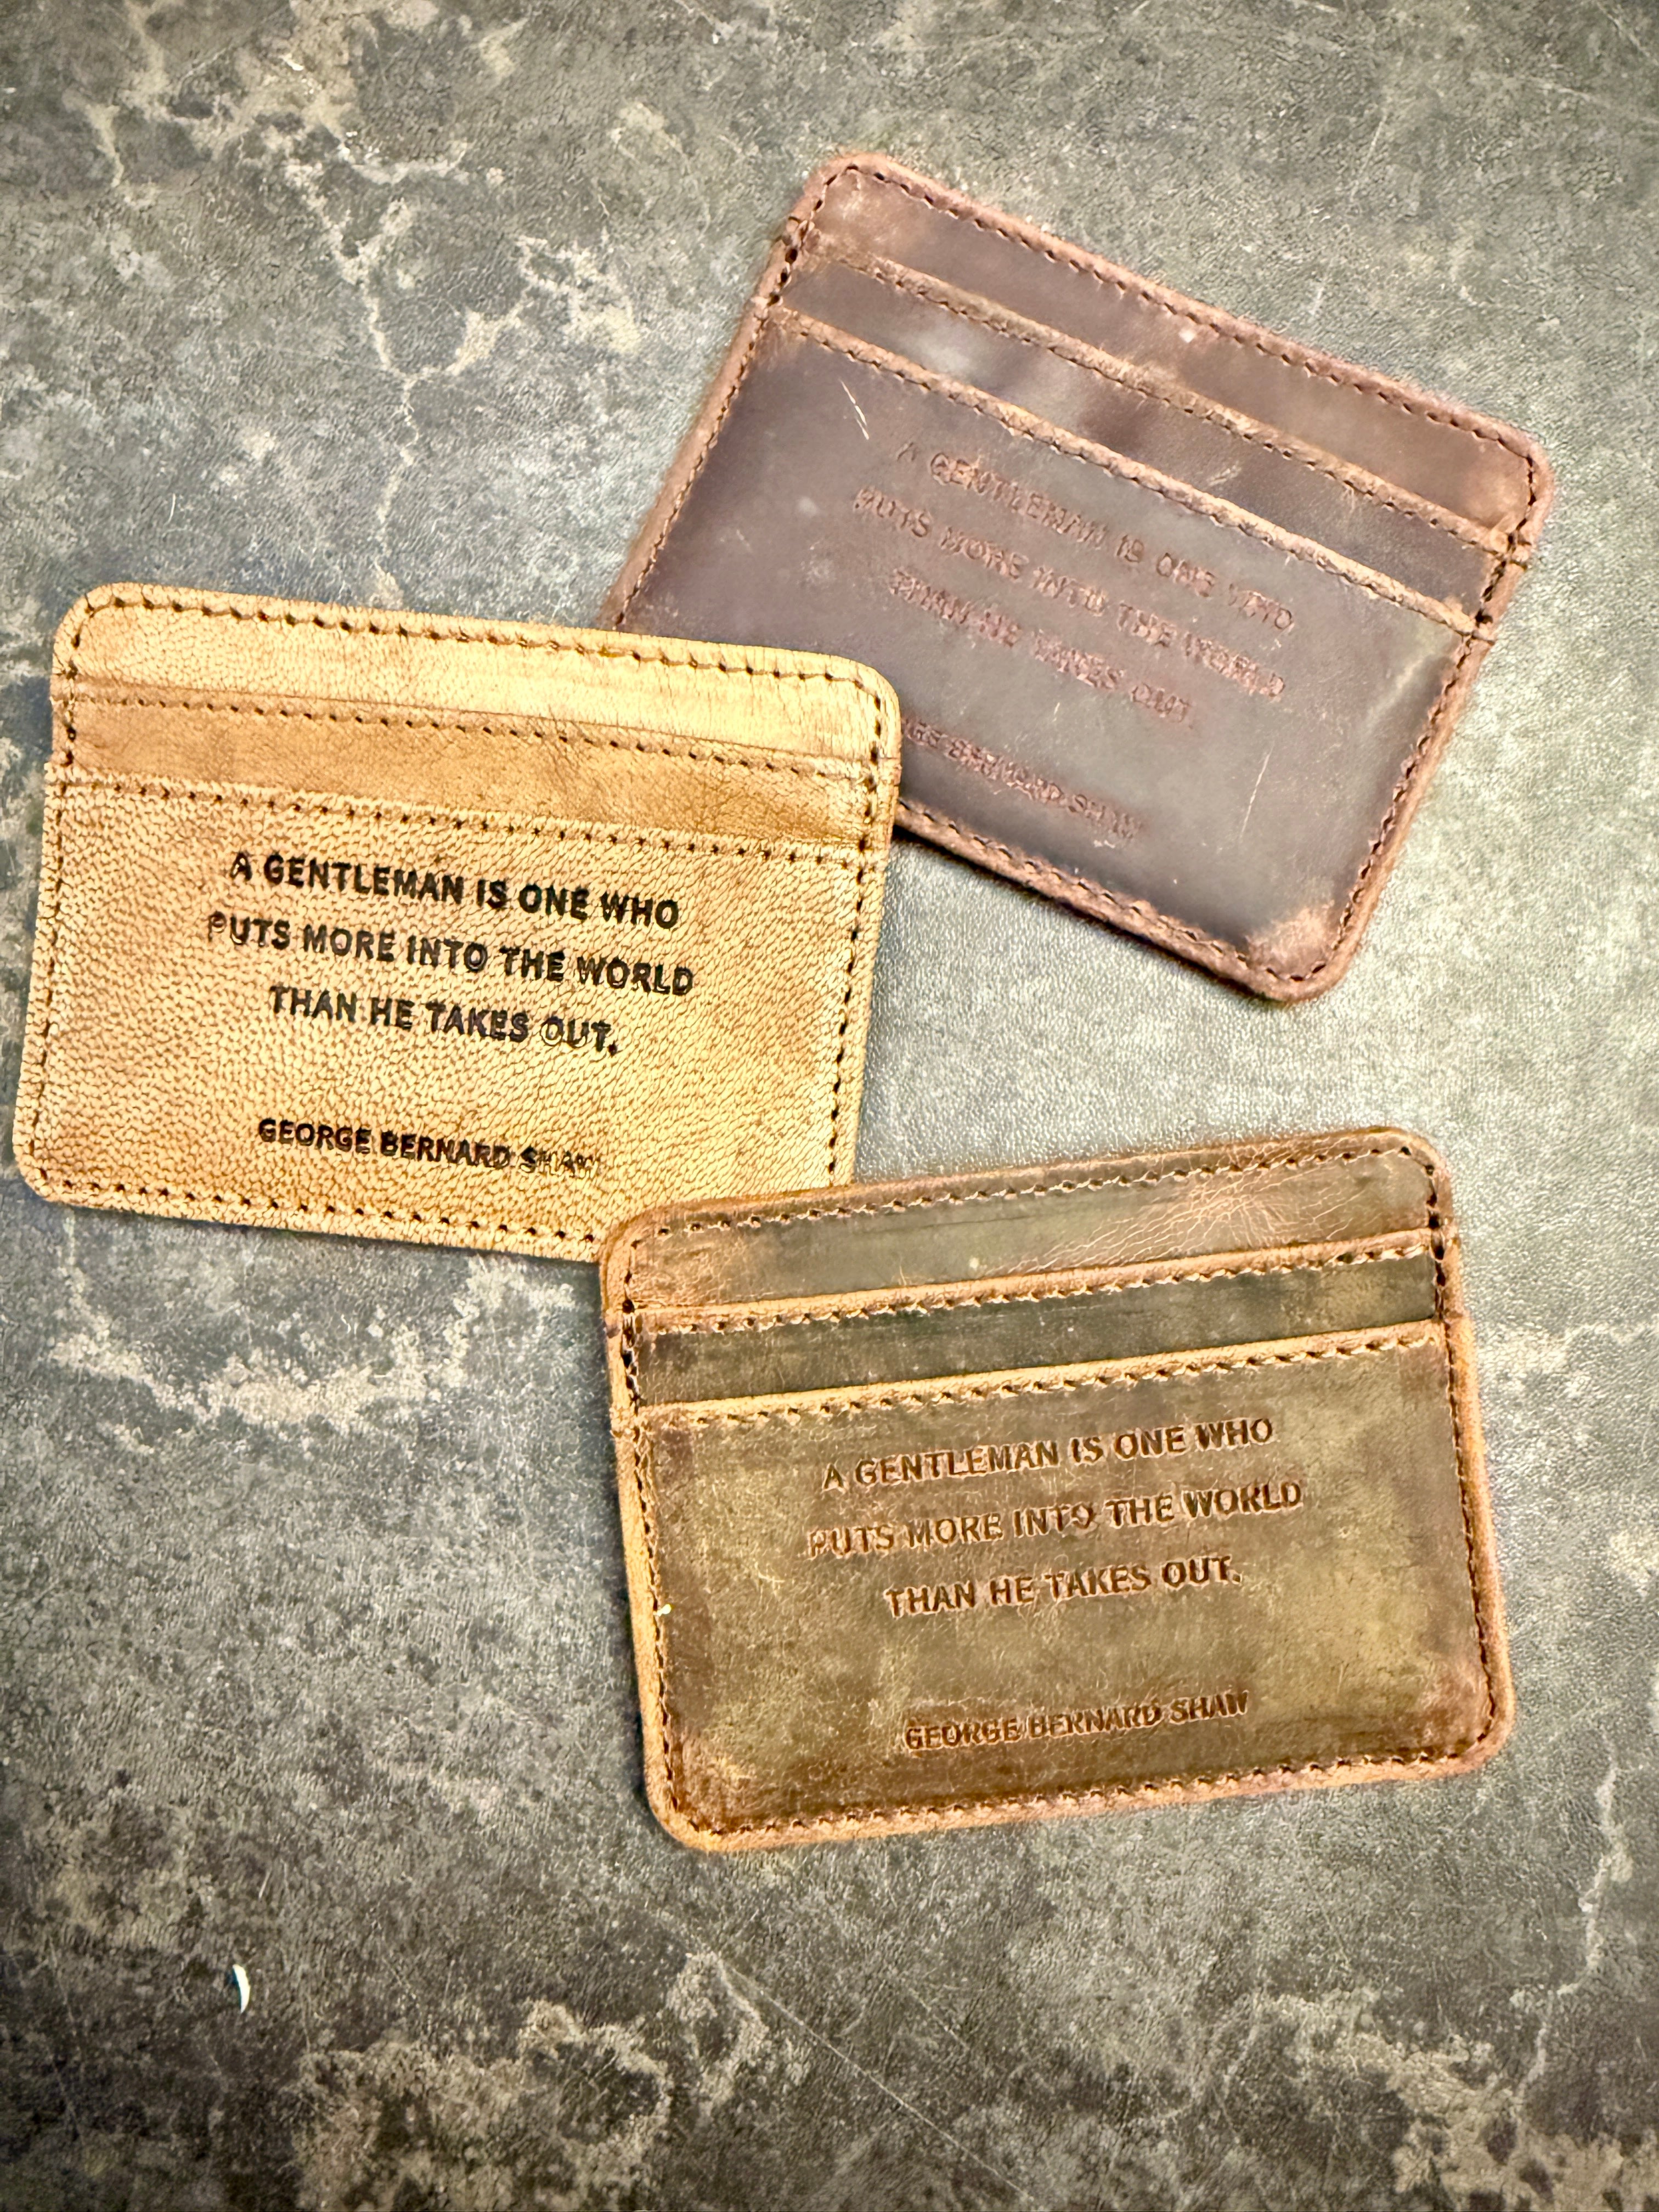 A GENTLEMAN IS ONE WHO
PUTS MORE INTO THE WORLD
THAN HE TAKES OUT.
BERNARD SHAW
A GENTLEMAN IS ONE WHO
PUTS MORE INTO THE WORLD
THAN HE TAKES OUT.
GEORGE BERNARD SHAW
A GENTLEMAN IS ONE WHO
PUTS MORE INTO THE WORLD
THAN HE TAKES OUT.
GEORGE BERNARD SHAW